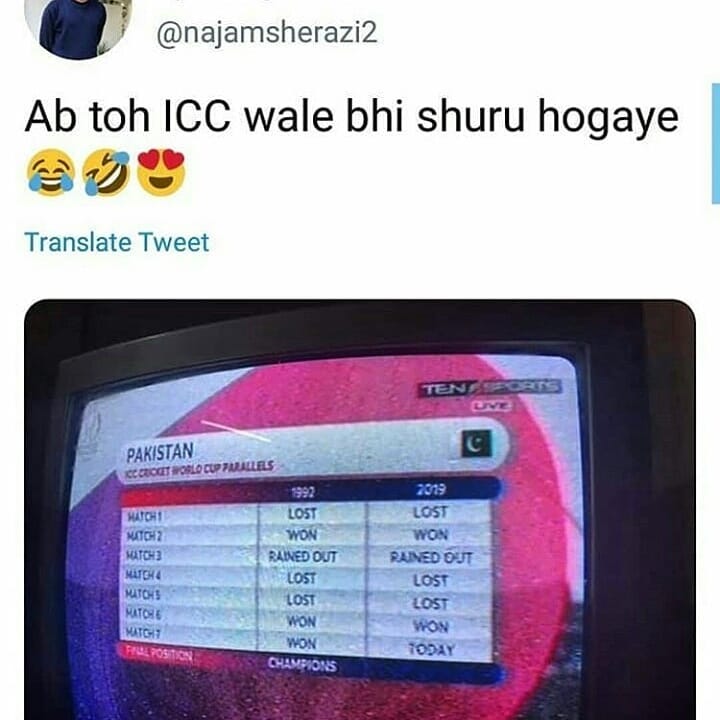 @najamsherazi2
Ab toh ICC wale bhi shuru hogaye
😂🤣😍
Translate Tweet
TEN SPORTS
LIVE
PAKISTAN
ICC CRICKET WORLD CUP PARALLELS
1992 2019
MATCH 1 LOST LOST
MATCH 2 WON WON
MATCH 3 RAINED OUT RAINED OUT
MATCH 4 LOST LOST
MATCH 5 LOST LOST
MATCH 6 WON WON
MATCH 7 WON TODAY
FINAL POSITION CHAMPIONS